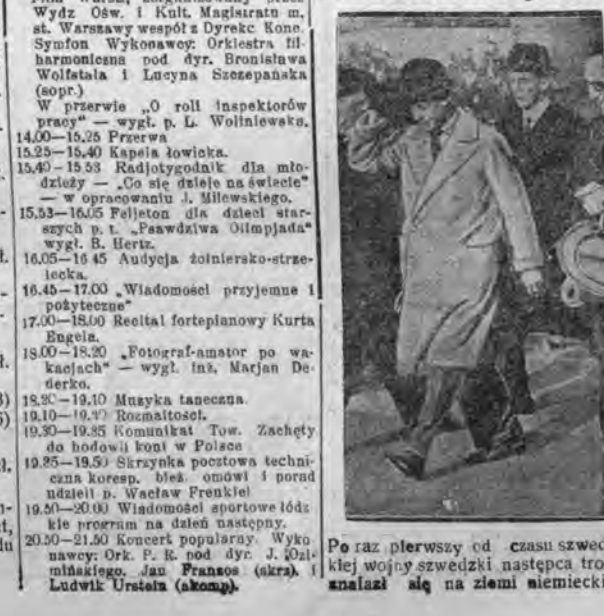 Wydz Ośw. i Kult. Magistratu m.
st. Warszawy wespół z Dyrekc. Konc.
Symfon Wykonawcy: Orkiestra fil-
harmoniczna pod dyr. Bronisława
Wolfstala i Lucyna Szczepańska
(sopr.)
W przerwie „O roli inspektorów
pracy" — wygł. p. L. Wolinlewska.
14.00—15.25 Przerwa
15.25—15.40 Kapela łowicka.
15.40—15 53 Radjotygodnik dla mło-
dzieży — „Co się dzieje na świecie"
— w opracowaniu J. Milewskiego.
15.53—16.05 Feljeton dla dzieci star-
szych p. t. „Psawdziwa Olimpjada"
wygł. B. Hertz.
16.05—16 45 Audycja żołniersko-strze-
lecka.
16.45—17.00 „Wiadomości przyjemne i
pożyteczne"
17.00—18.00 Recital fortepianowy Kurta
Engela.
18.00—18.20 „Fotograf-amator po wa-
kacjach" — wygł. inż. Marjan De-
derko.
18.20—19.10 Muzyka taneczna.
19.10—19.30 Rozmaitości.
19.30—19.35 Komunikat Tow. Zachęty
do hodowli koni w Polsce
19.35—19.50 Skrzynka pocztowa techni-
czna koresp. bież. omówi i porad
udzieli p. Wacław Frenkiel
19.50—20.00 Wiadomości sportowe łódz
kie program na dzień następny.
20.50—21.50 Koncert popularny. Wyko
nawcy: Ork. P. R. pod dyr. J. Ozi-
mińskiego. Jan Franzos (skrz). i
Ludwik Urstein (akomp).
Po raz pierwszy od czasu szwec
kiej wojny szwedzki następca tro
znalazł się na ziemi niemiecki